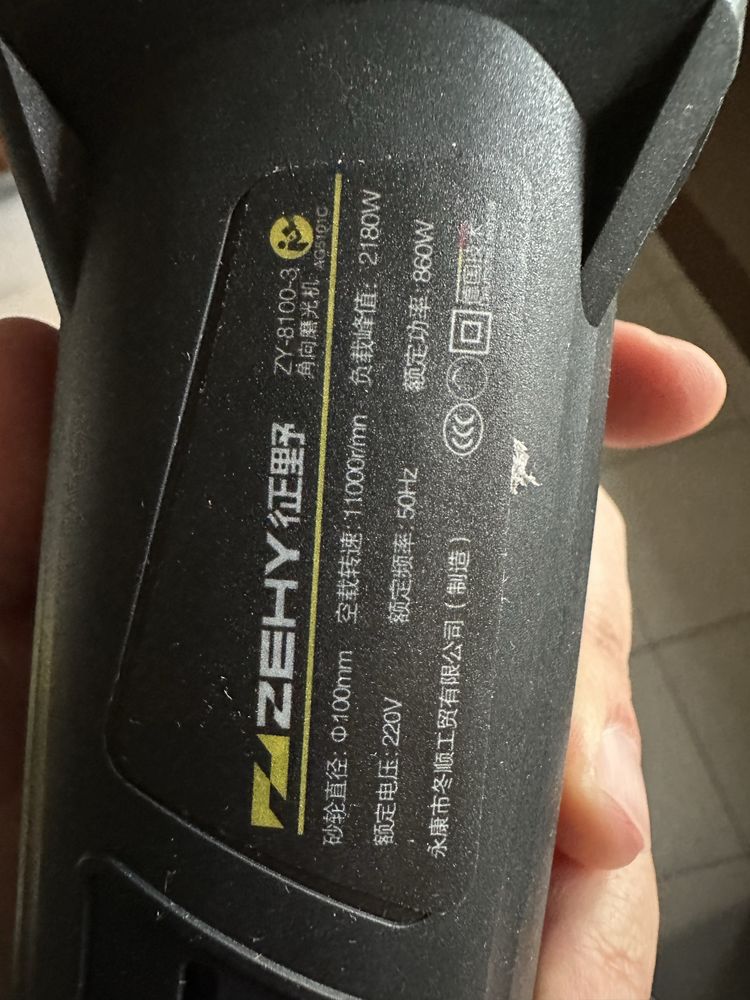 ZEHY征野
ZY-8100-3
角向磨光机
砂轮直径: Φ100mm 空载转速: 11000r/mn 负载峰值: 2180W
额定电压: 220V 额定频率: 50Hz 额定功率: 860W
永康市冬顺工贸有限公司（制造）